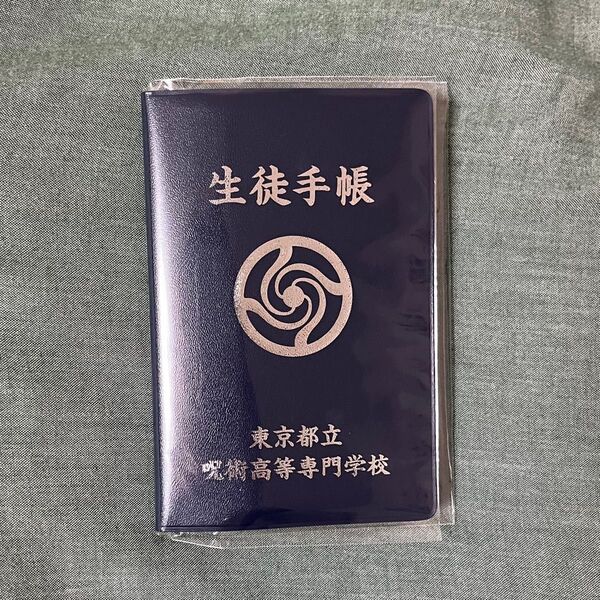 生徒手帳
東京都立
呪術高等専門学校